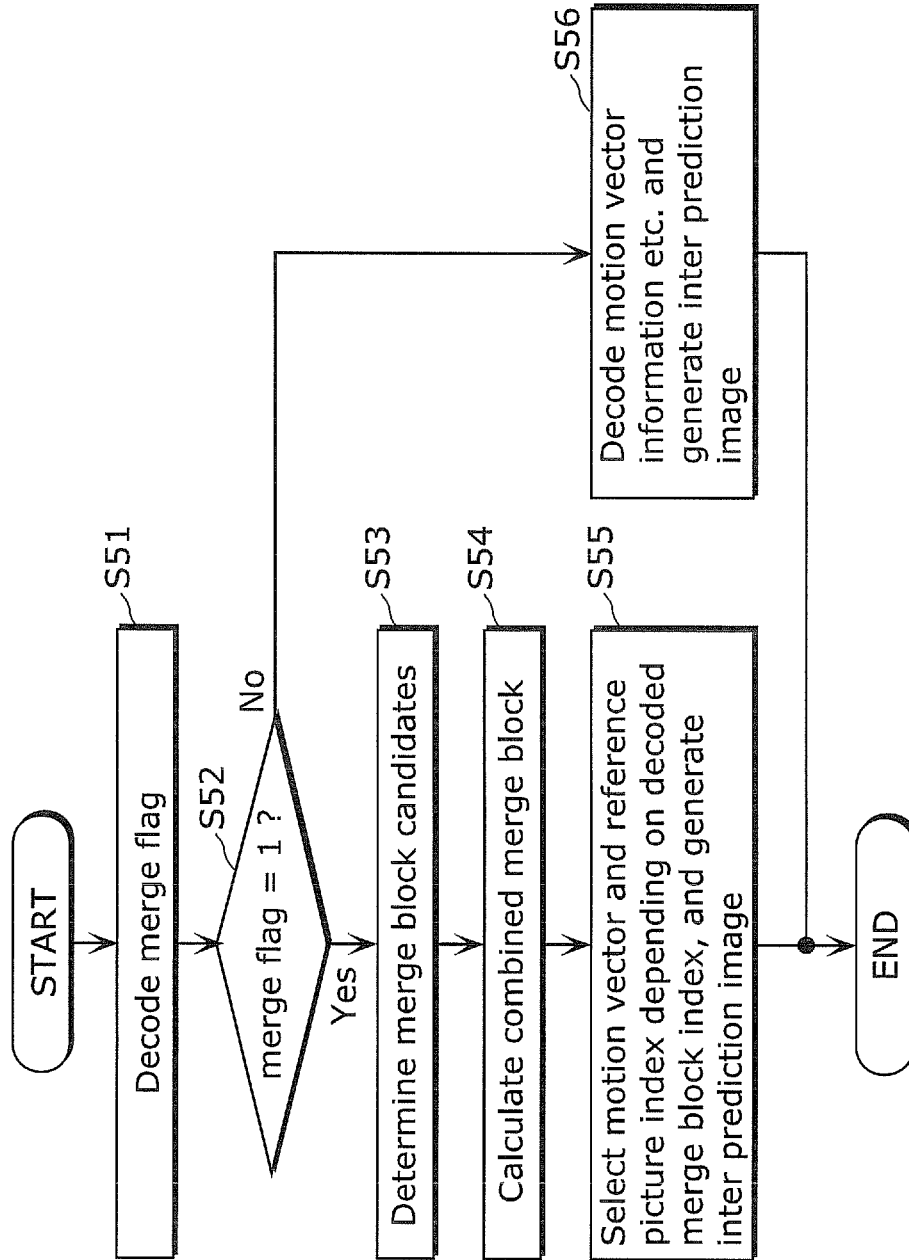 START
S51
Decode merge flag
S52
merge flag = 1 ?
No
Yes
S53
Determine merge block candidates
S54
Calculate combined merge block
S55
Select motion vector and reference
picture index depending on decoded
merge block index, and generate
inter prediction image
S56
Decode motion vector
information etc. and
generate inter prediction
image
END